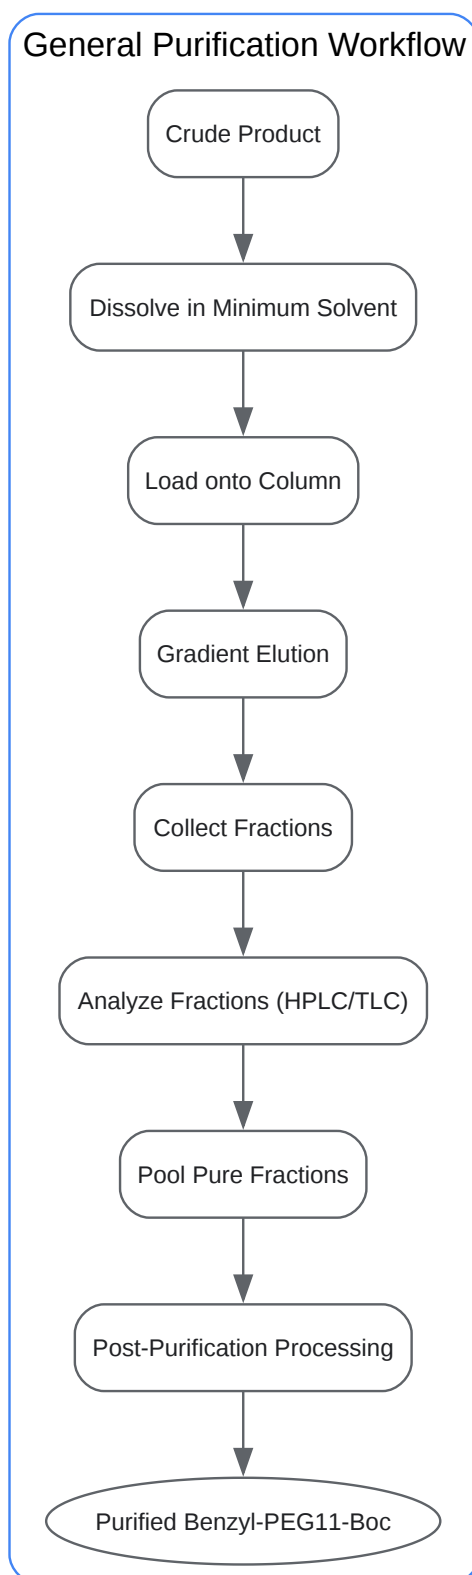 General Purification Workflow
Crude Product
Dissolve in Minimum Solvent
Load onto Column
Gradient Elution
Collect Fractions
Analyze Fractions (HPLC/TLC)
Pool Pure Fractions
Post-Purification Processing
Purified Benzyl-PEG11-Boc